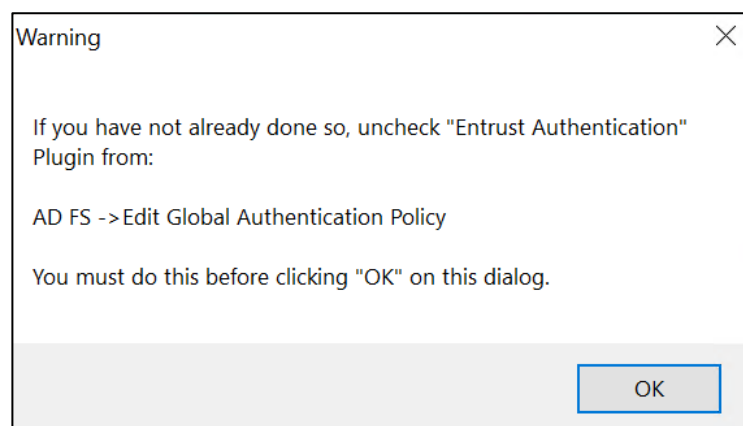 Warning
If you have not already done so, uncheck "Entrust Authentication"
Plugin from:
AD FS ->Edit Global Authentication Policy
You must do this before clicking "OK" on this dialog.
OK